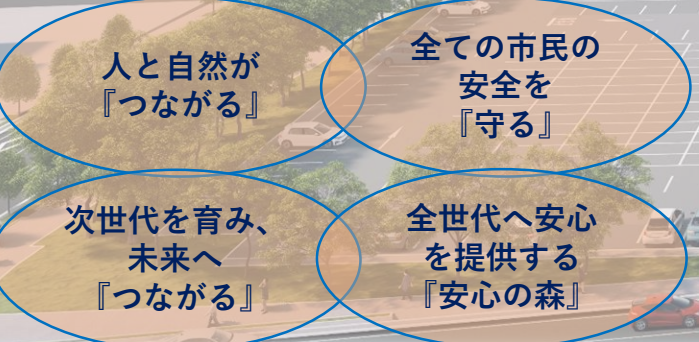 人と自然が
『つながる』
全ての市民の
安全を
『守る』
次世代を育み、
未来へ
『つながる』
全世代へ安心
を提供する
『安心の森』